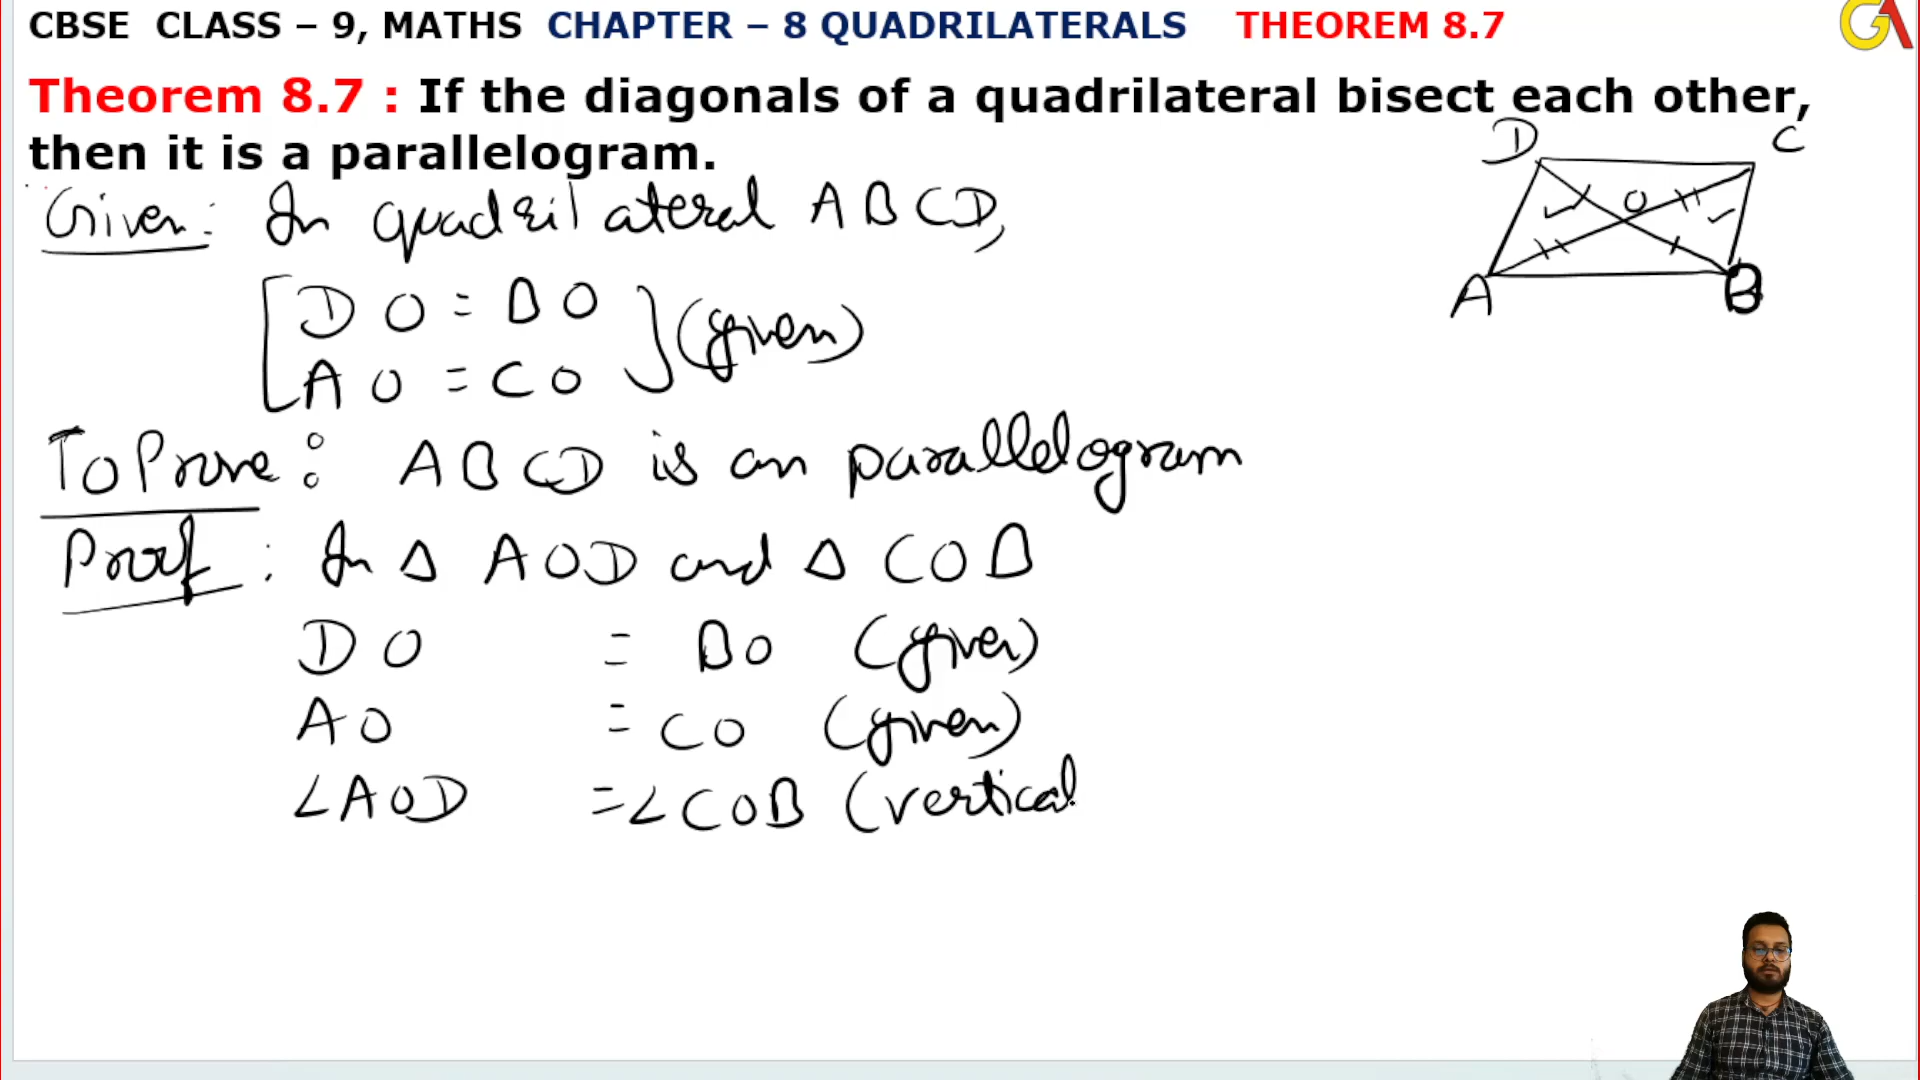 CBSE CLASS – 9, MATHS CHAPTER – 8 QUADRILATERALS THEOREM 8.7
GA
Theorem 8.7 : If the diagonals of a quadrilateral bisect each other,
then it is a parallelogram.
D C
O
A B
Given: In quadrilateral ABCD,
DO = BO
AO = CO (given)
To Prove: ABCD is an parallelogram
Proof: In Δ AOD and Δ COB
DO = BO (given)
AO = CO (given)
∠AOD = ∠COB (vertical